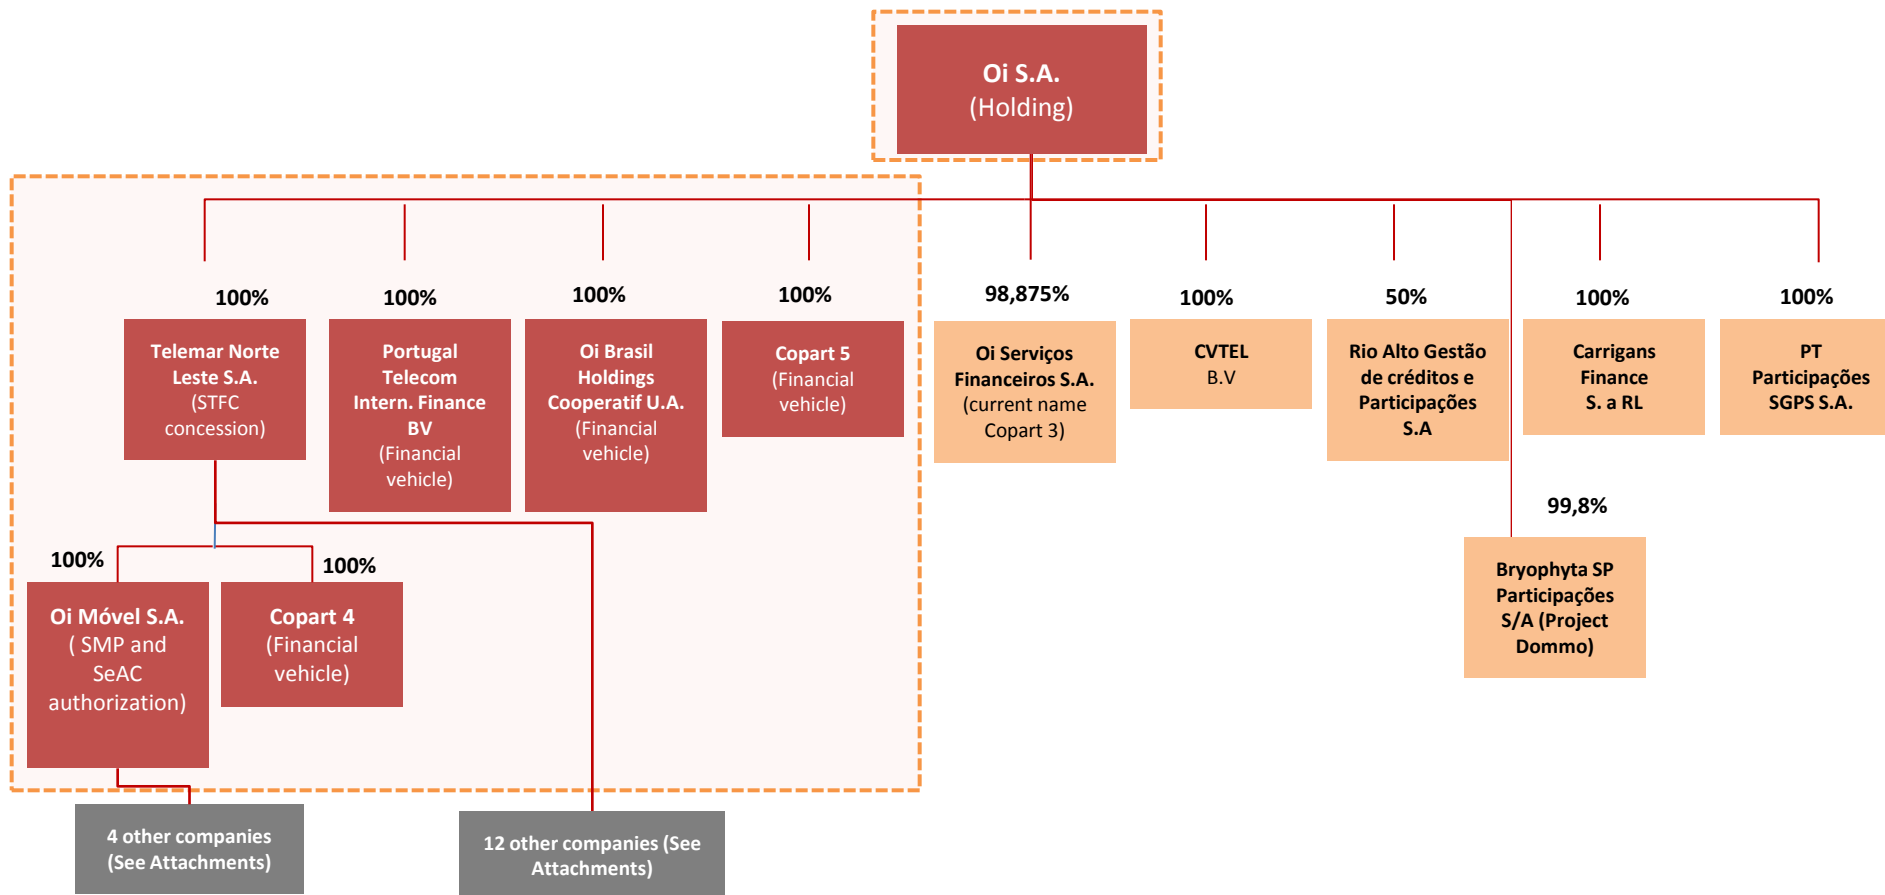 Oi S.A.
(Holding)
100%
100%
100%
100%
98,875%
100%
50%
100%
100%
Telemar Norte
Leste S.A.
(STFC
concession)
Portugal
Telecom
Intern. Finance
BV
(Financial
vehicle)
Oi Brasil
Holdings
Cooperatif U.A.
(Financial
vehicle)
Copart 5
(Financial
vehicle)
Oi Serviços
Financeiros S.A.
(current name
Copart 3)
CVTEL
B.V
Rio Alto Gestão
de créditos e
Participações
S.A
Carrigans
Finance
S. a RL
PT
Participações
SGPS S.A.
99,8%
Bryophyta SP
Participações
S/A (Project
Dommo)
100%
100%
Oi Móvel S.A.
( SMP and
SeAC
authorization)
Copart 4
(Financial
vehicle)
4 other companies
(See Attachments)
12 other companies (See
Attachments)